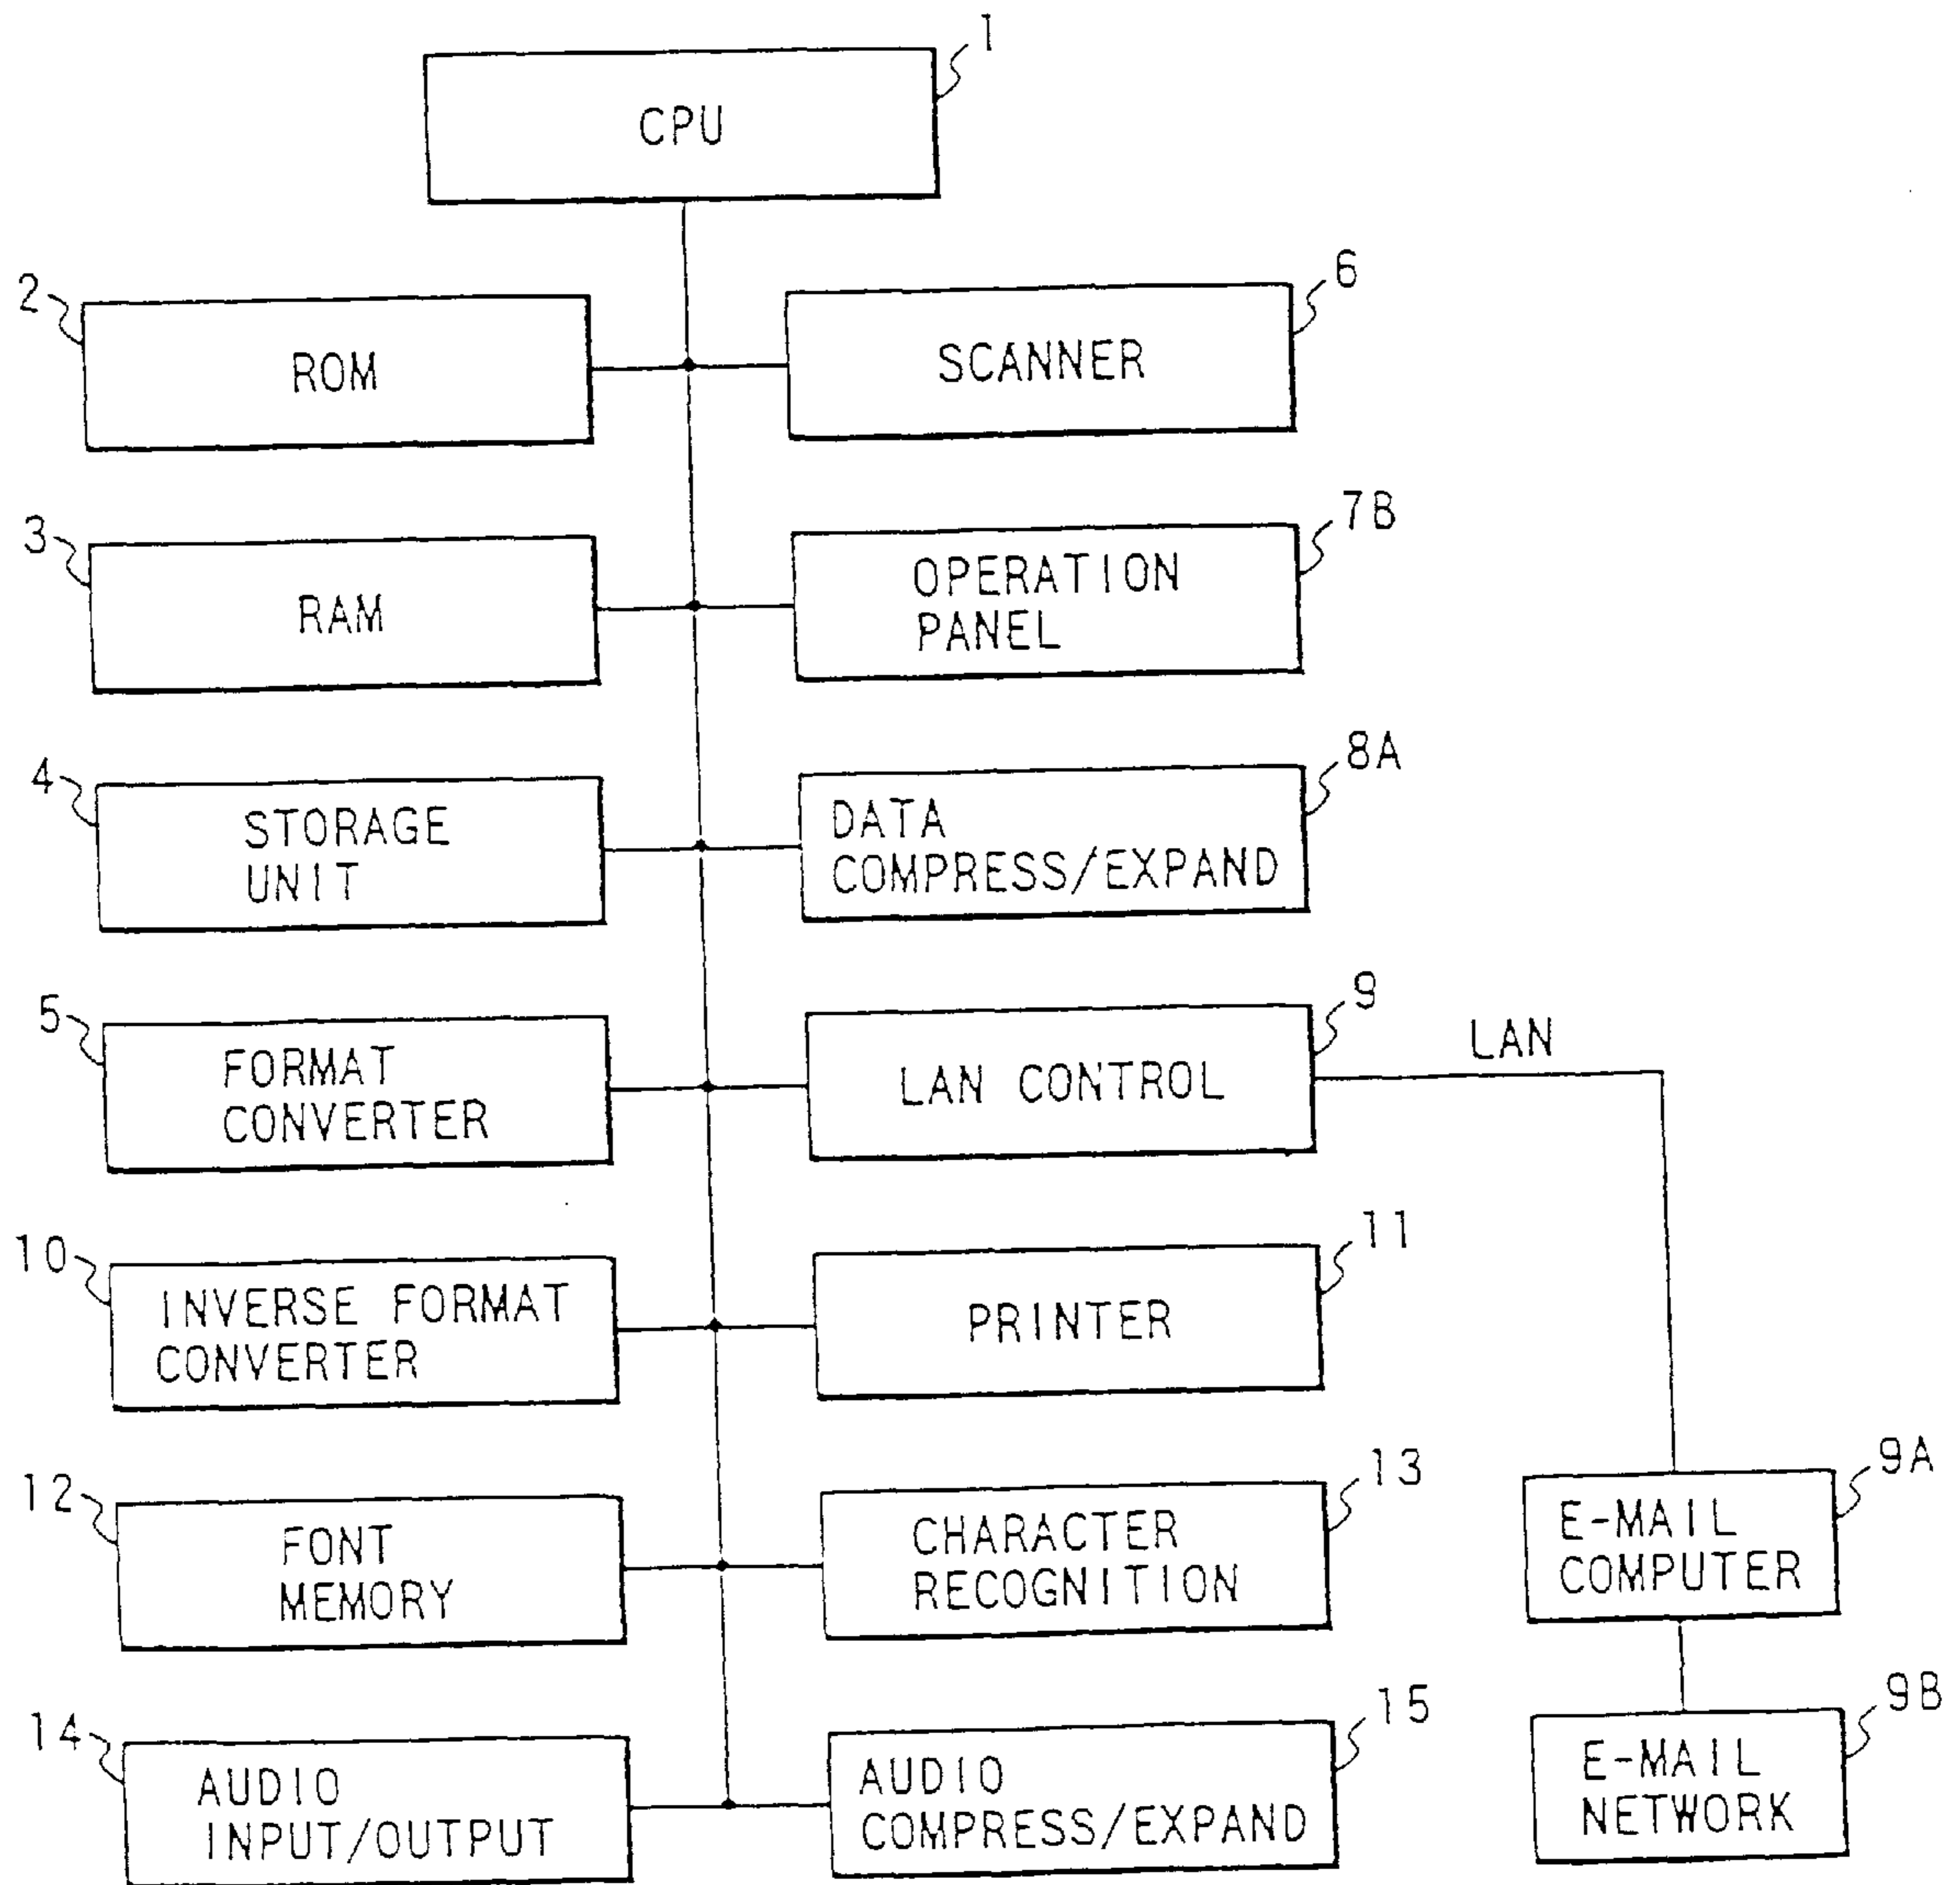 1
CPU
2
ROM
6
SCANNER
3
RAM
7B
OPERATION
PANEL
4
STORAGE
UNIT
8A
DATA
COMPRESS/EXPAND
5
FORMAT
CONVERTER
9
LAN CONTROL
LAN
10
INVERSE FORMAT
CONVERTER
11
PRINTER
12
FONT
MEMORY
13
CHARACTER
RECOGNITION
9A
E-MAIL
COMPUTER
14
AUDIO
INPUT/OUTPUT
15
AUDIO
COMPRESS/EXPAND
9B
E-MAIL
NETWORK